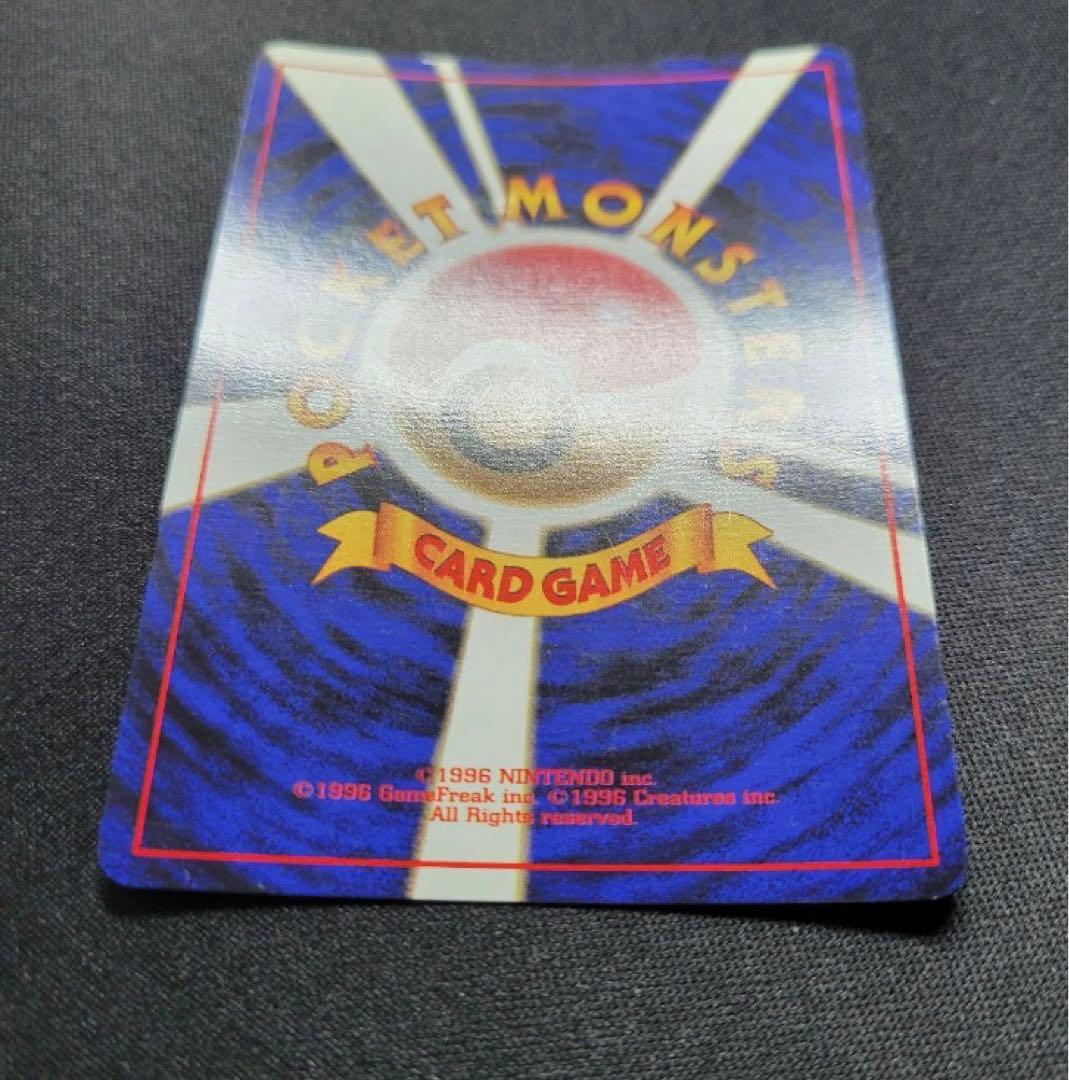 POCKET MONSTERS
CARD GAME
©1996 NINTENDO inc.
©1996 GameFreak inc. ©1996 Creatures inc.
All Rights reserved.